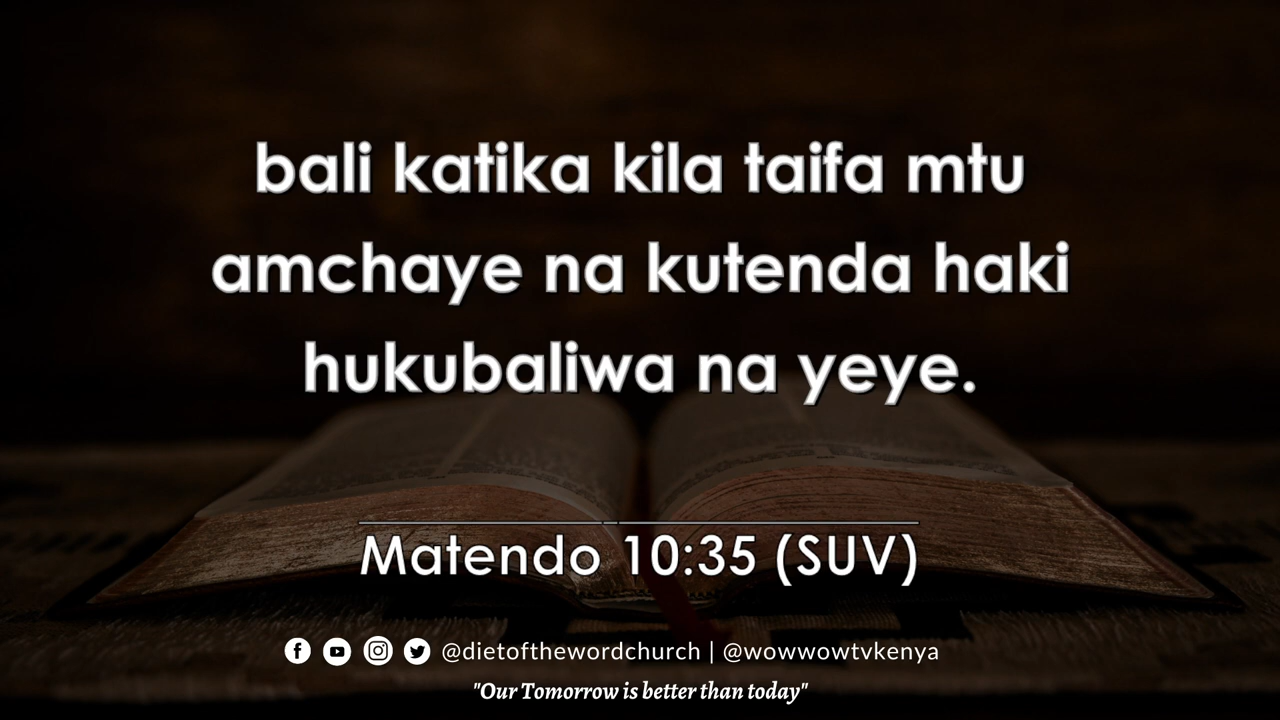 bali katika kila taifa mtu
amchaye na kutenda haki
hukubaliwa na yeye.
Matendo 10:35 (SUV)
@dietofthewordchurch | @wowwowtvkenya
"Our Tomorrow is better than today"